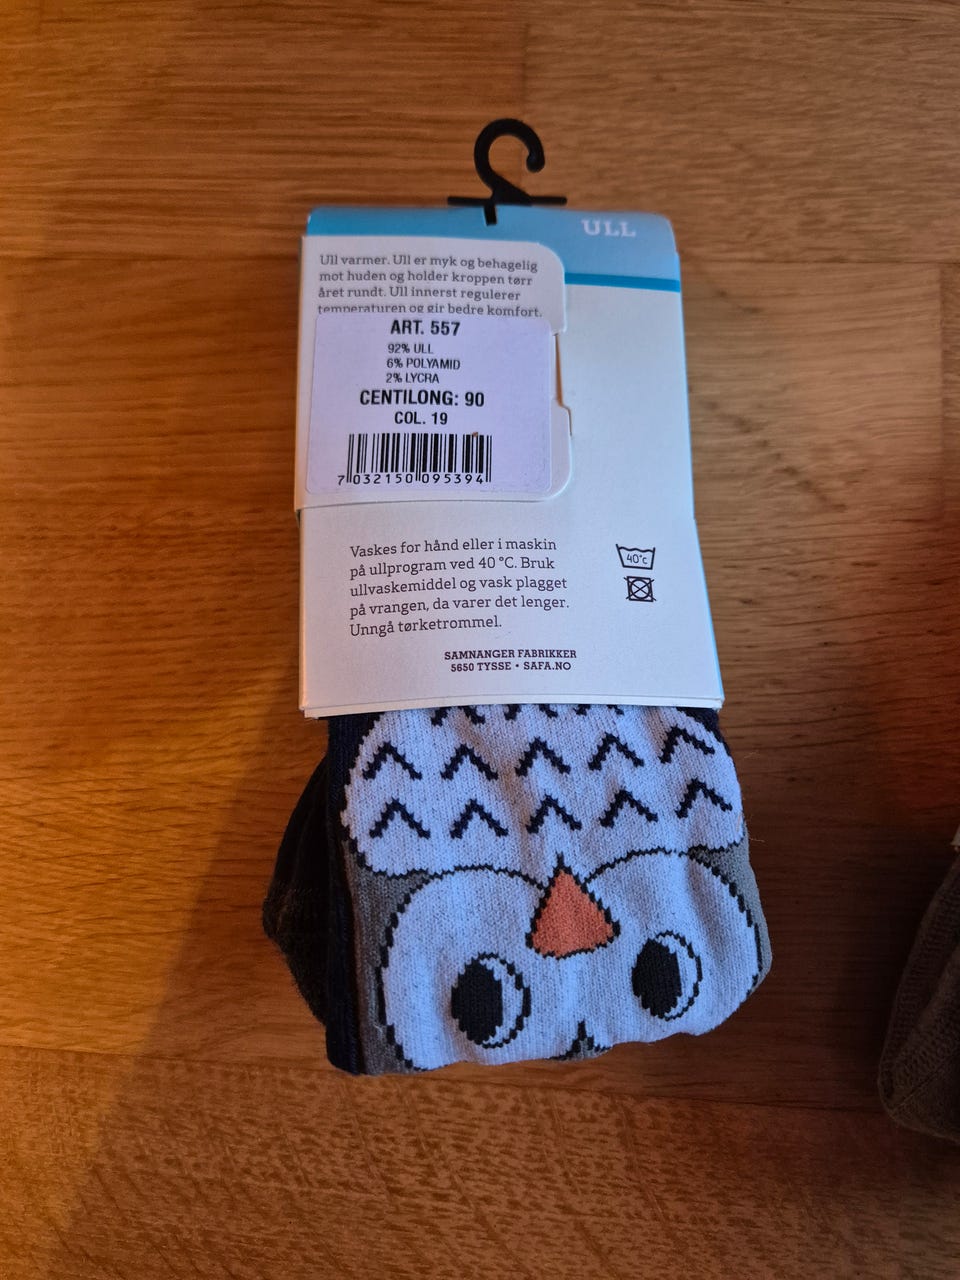 ULL
Ull varmer. Ull er myk og behagelig
mot huden og holder kroppen tørr
året rundt. Ull innerst regulerer
temperaturen og gir bedre komfort.
ART. 557
92% ULL
6% POLYAMID
2% LYCRA
CENTILONG: 90
COL. 19
7 032150 095394
Vaskes for hånd eller i maskin
på ullprogram ved 40 °C. Bruk
ullvaskemiddel og vask plagget
på vrangen, da varer det lenger.
Unngå tørketrommel.
40°c
SAMNANGER FABRIKKER
5650 TYSSE • SAFA.NO